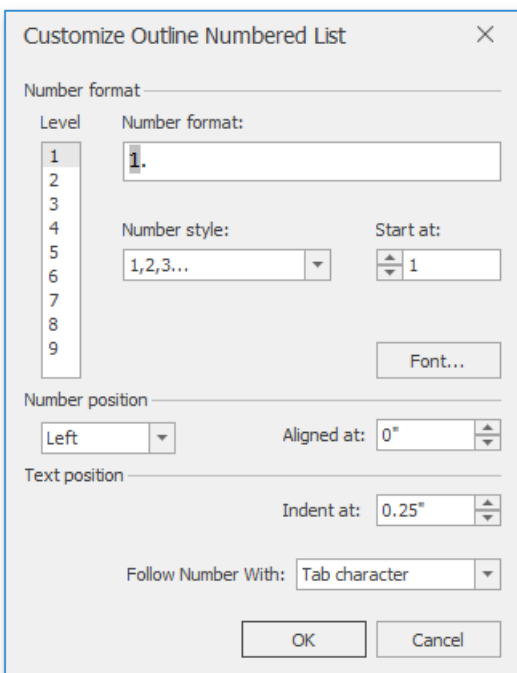 Customize Outline Numbered List
Number format
Level
Number format:
1
2
3
4
5
6
7
8
9
1.
Number style:
Start at:
1,2,3...
1
Font...
Number position
Left
Aligned at:
0"
Text position
Indent at:
0.25"
Follow Number With:
Tab character
OK
Cancel